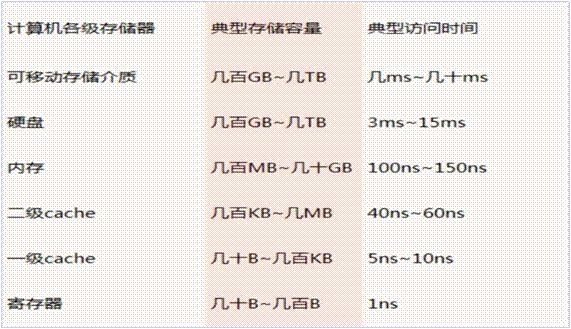 计算机各级存储器 典型存储容量 典型访问时间
可移动存储介质 几百GB~几TB 几ms~几十ms
硬盘 几百GB~几TB 3ms~15ms
内存 几百MB~几十GB 100ns~150ns
二级cache 几百KB~几MB 40ns~60ns
一级cache 几十B~几百KB 5ns~10ns
寄存器 几十B~几百B 1ns